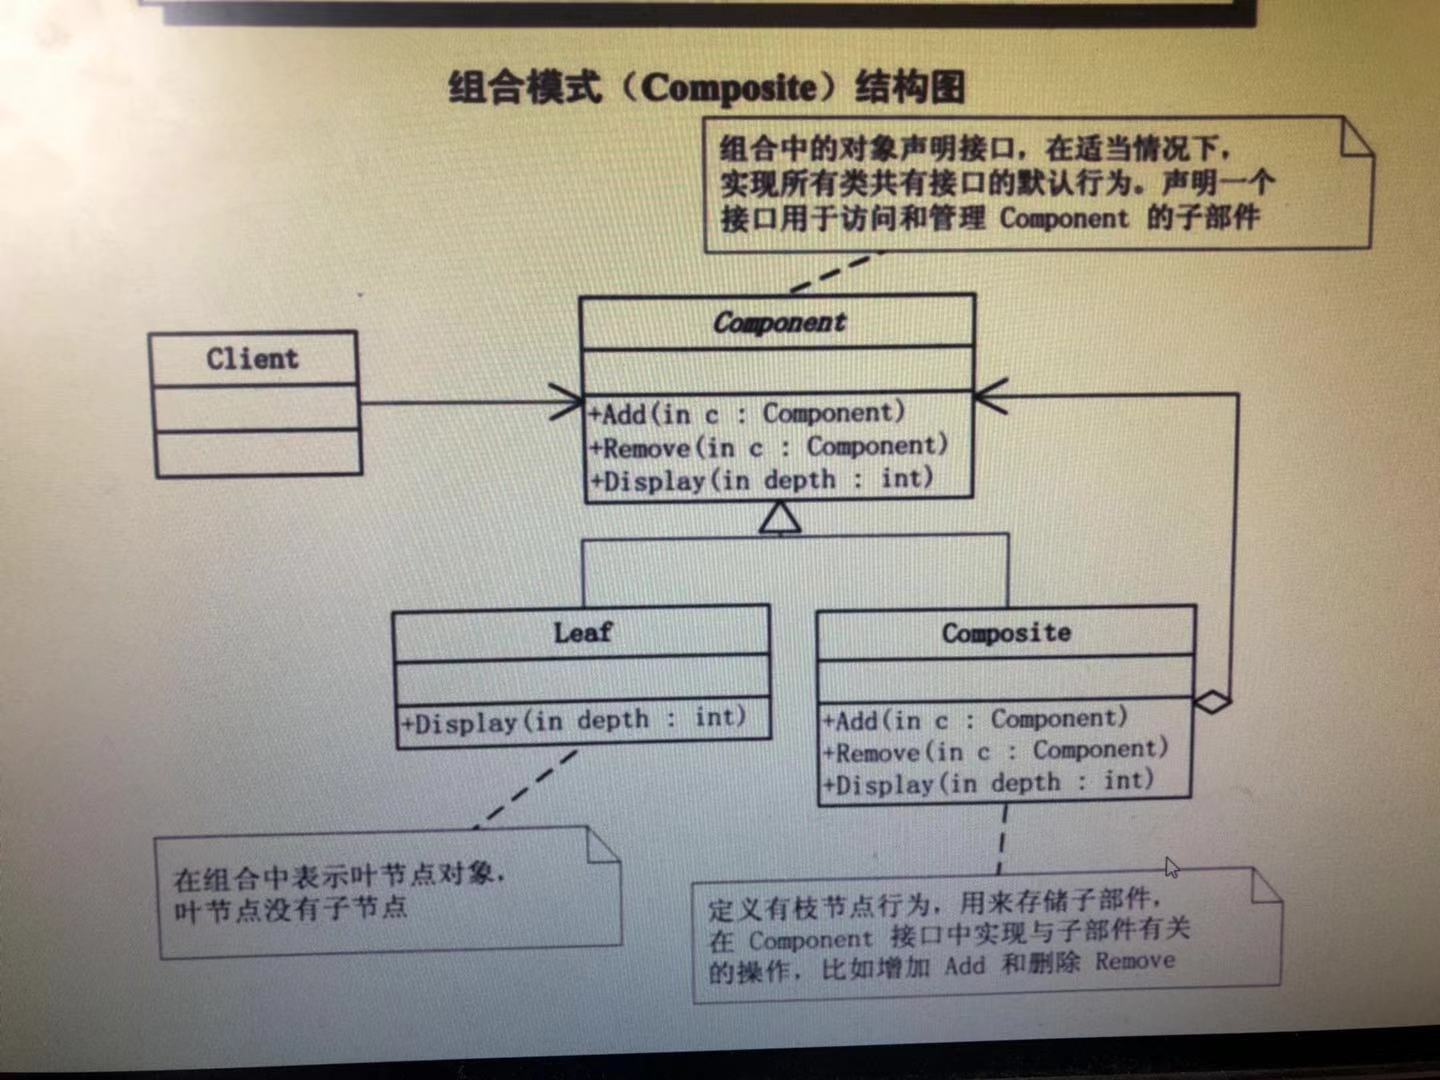 组合模式（Composite）结构图
组合中的对象声明接口，在适当情况下，
实现所有类共有接口的默认行为。声明一个
接口用于访问和管理 Component 的子部件
Component
+Add(in c : Component)
+Remove(in c : Component)
+Display(in depth : int)
Client
Leaf
+Display(in depth : int)
Composite
+Add(in c : Component)
+Remove(in c : Component)
+Display(in depth : int)
在组合中表示叶节点对象，
叶节点没有子节点
定义有枝节点行为，用来存储子部件，
在 Component 接口中实现与子部件有关
的操作，比如增加 Add 和删除 Remove